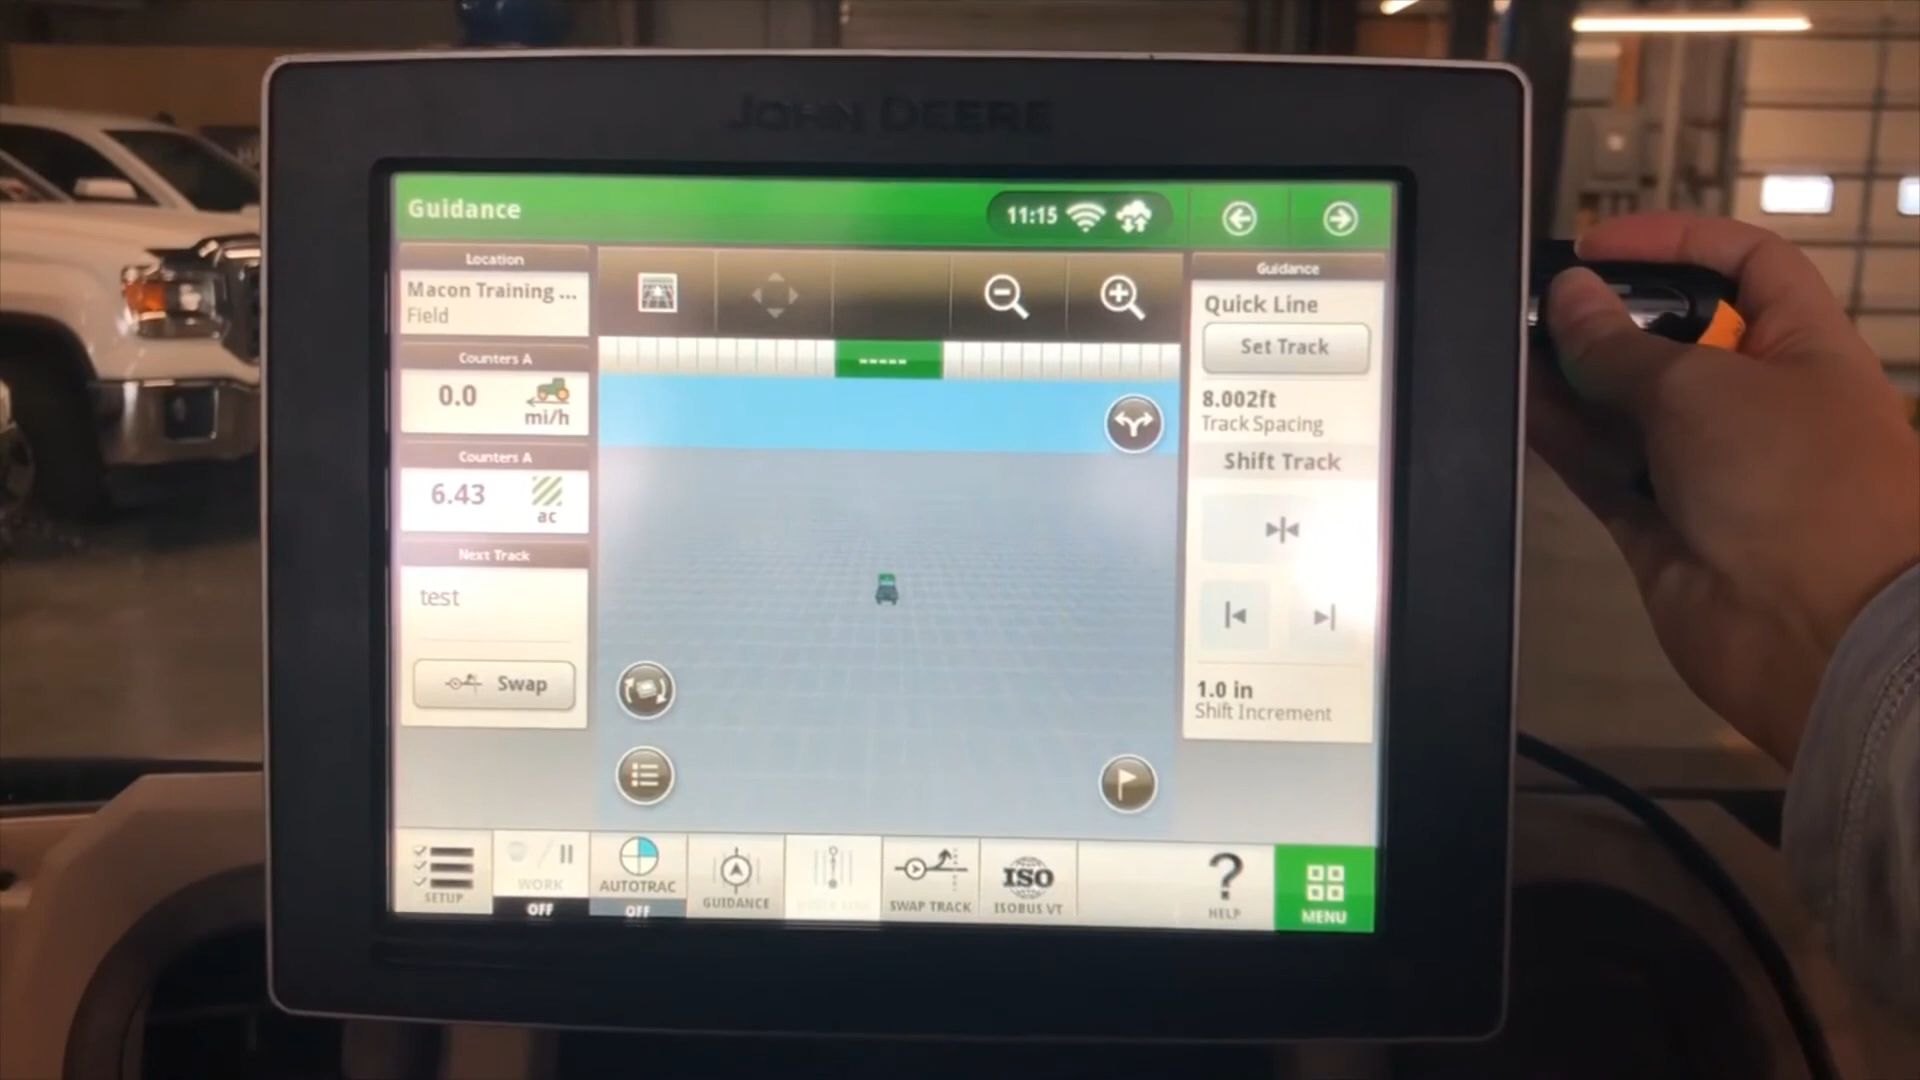 JOHN DEERE
Guidance
11:15
Location
Macon Training ...
Field
Counters A
0.0
mi/h
Counters A
6.43
ac
Next Track
test
Swap
-----
Guidance
Quick Line
Set Track
8.002ft
Track Spacing
Shift Track
1.0 in
Shift Increment
SETUP
WORK
OFF
AUTOTRAC
OFF
GUIDANCE
SWAP TRACK
ISO
ISOBUS VT
?
HELP
MENU